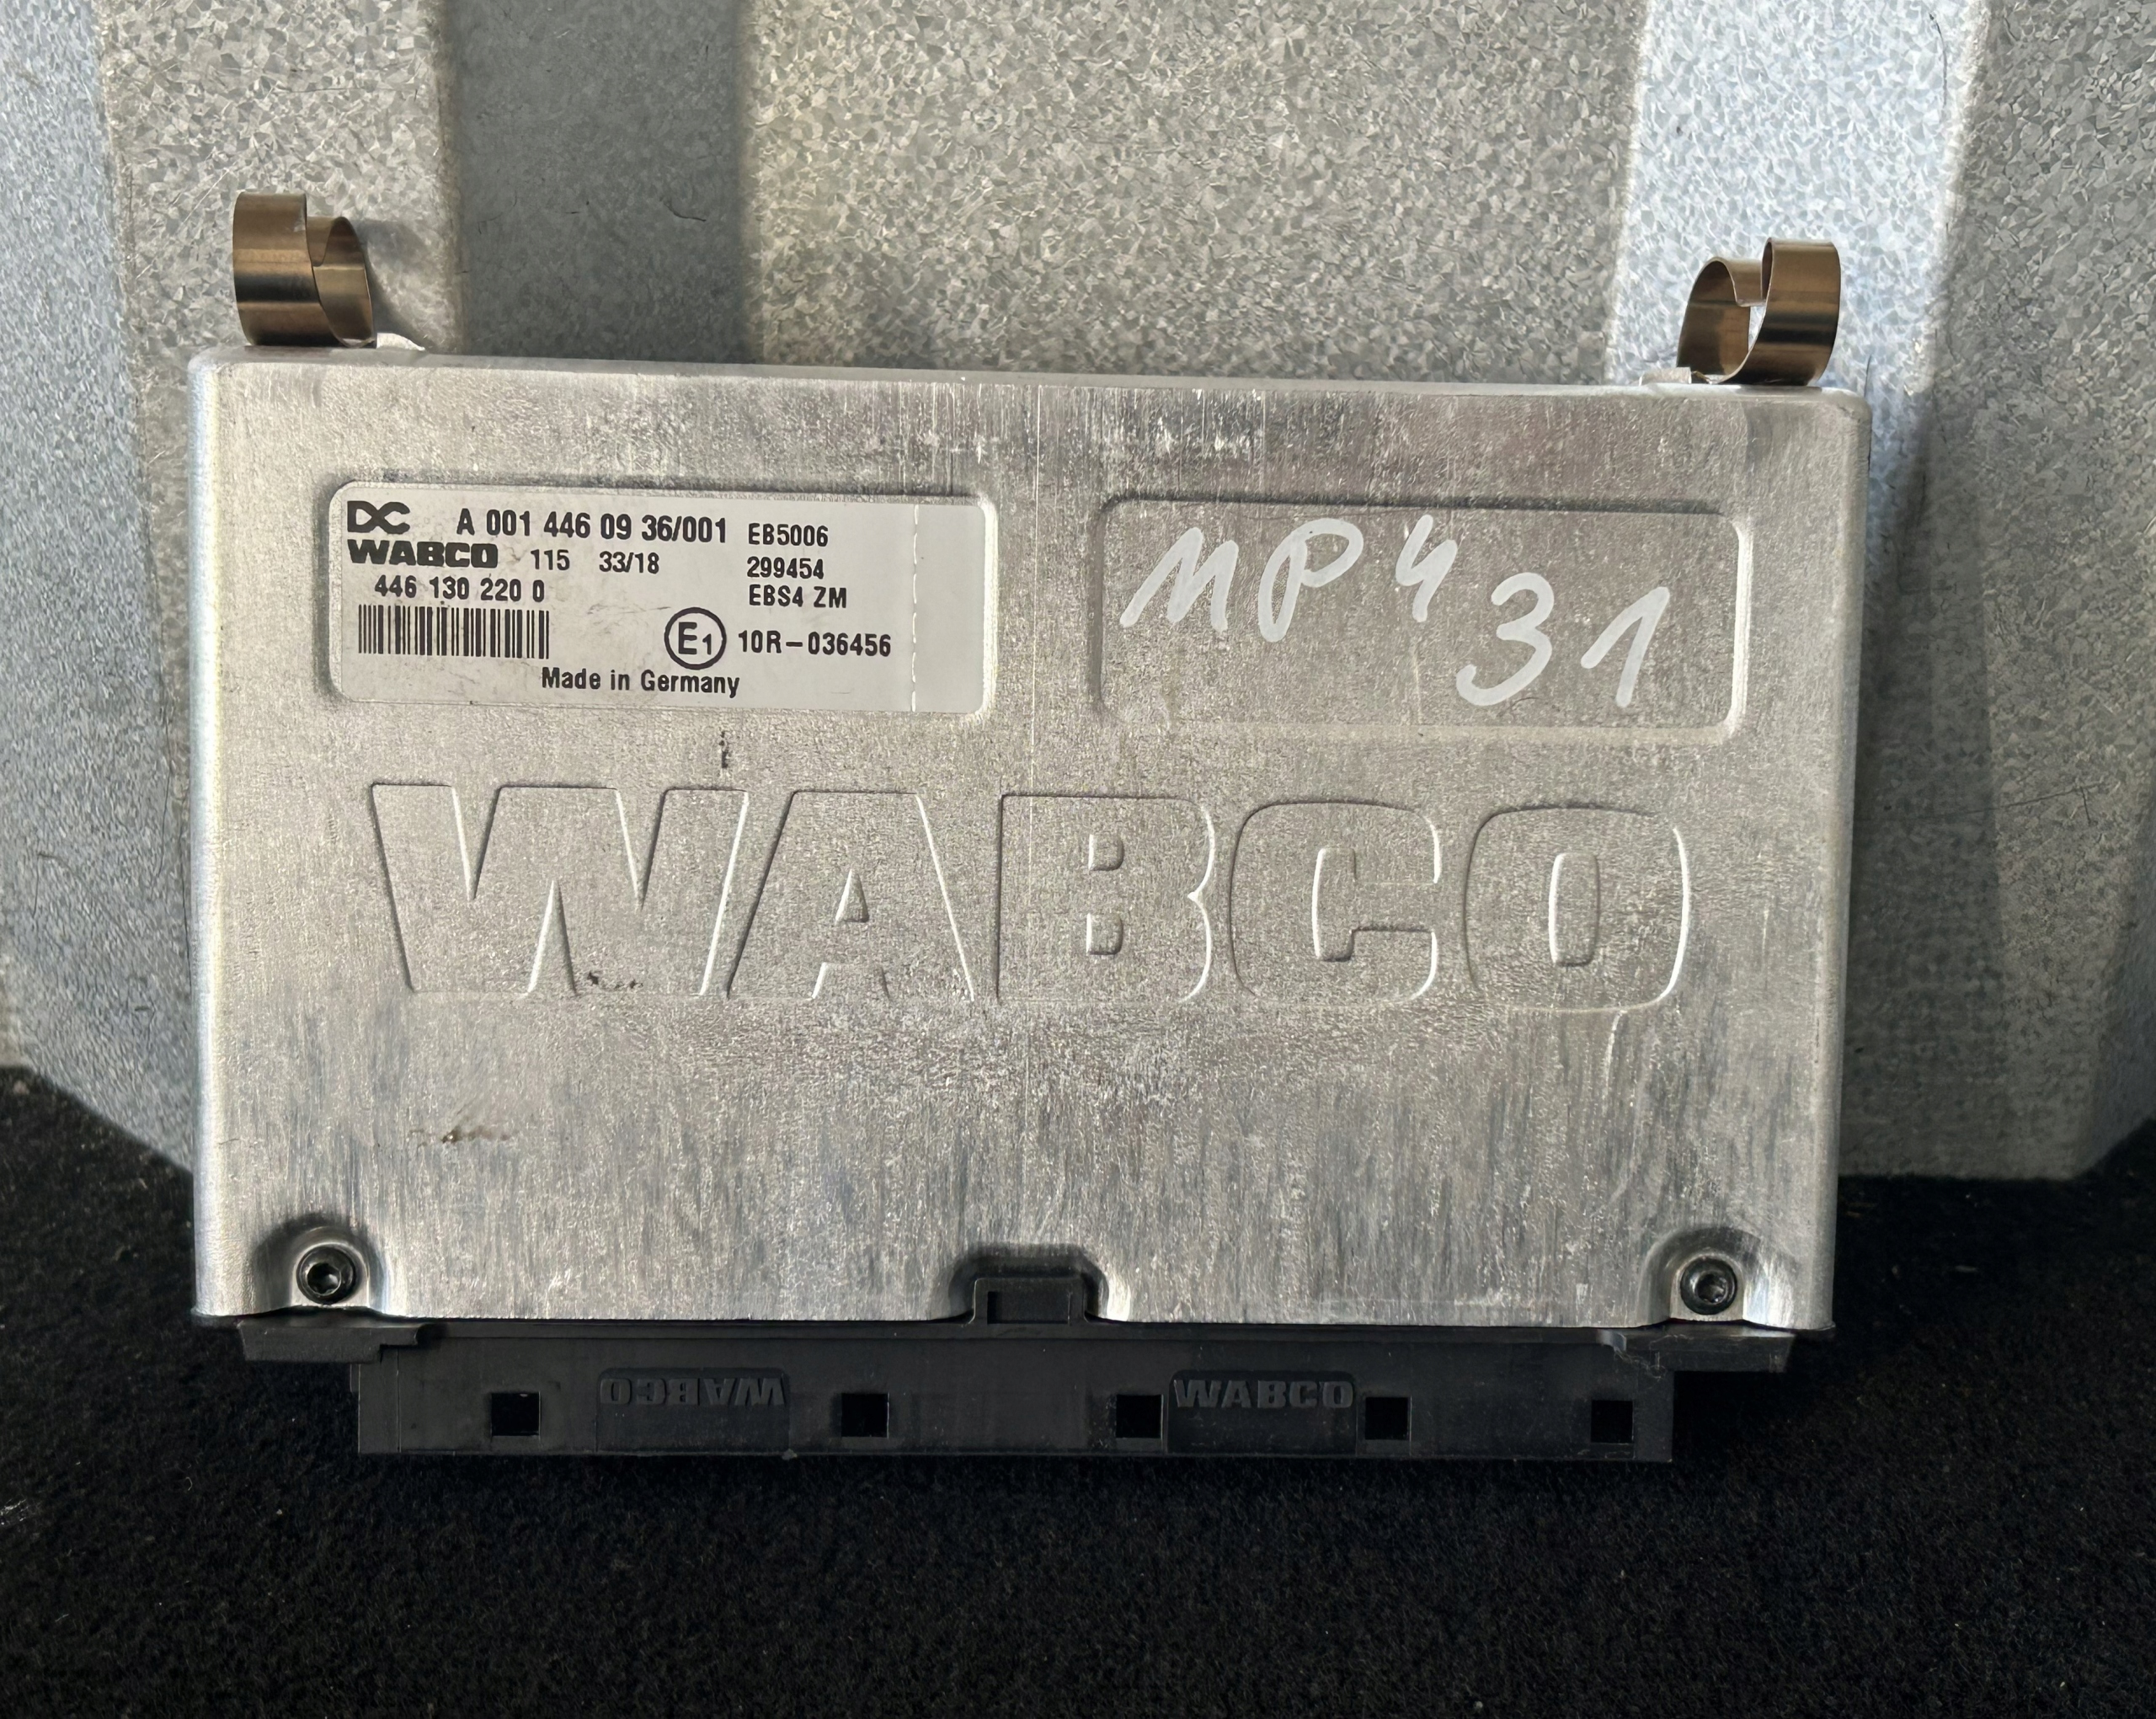 DC A 001 446 09 36/001 EB5006
WABCO 115 33/18 299454
446 130 220 0 EBS4 ZM
E1 10R-036456
Made in Germany
MP4
31
WABCO
WABCO WABCO